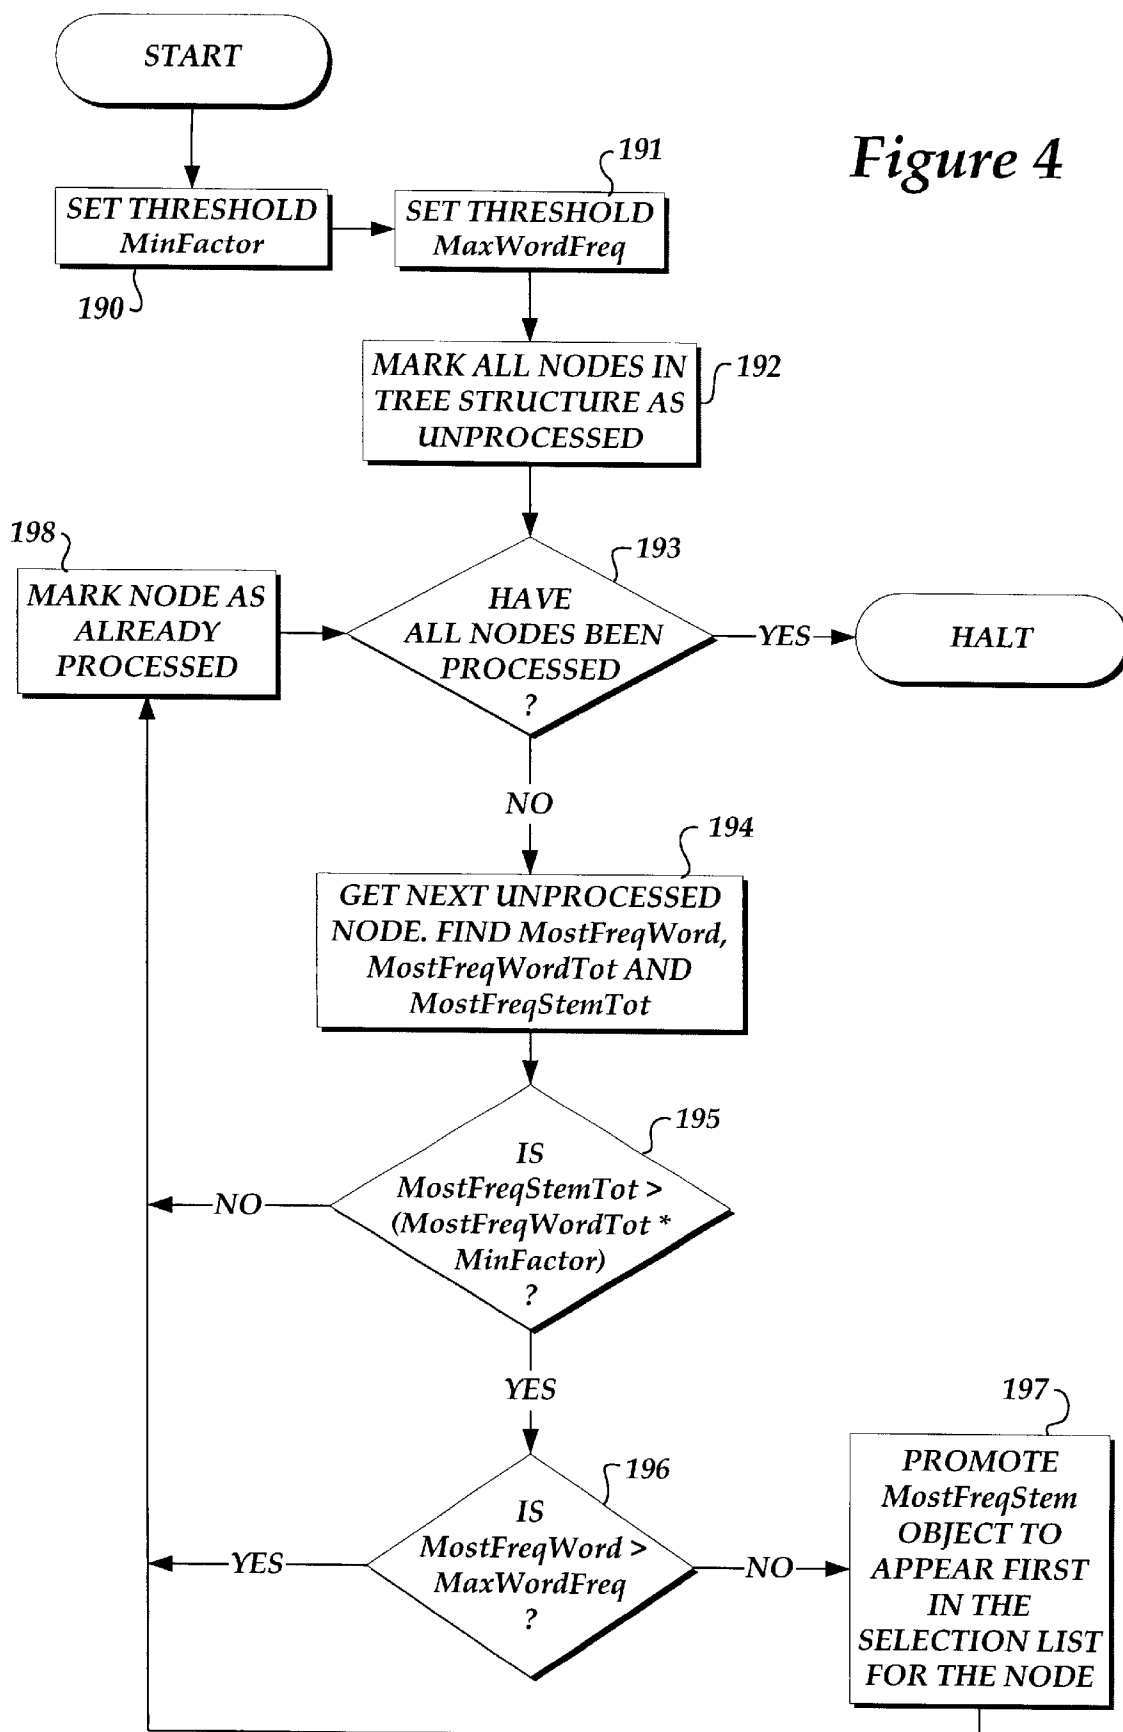 START
Figure 4
191
SET THRESHOLD
MinFactor
SET THRESHOLD
MaxWordFreq
190
MARK ALL NODES IN
TREE STRUCTURE AS
UNPROCESSED
192
198
193
MARK NODE AS
ALREADY
PROCESSED
HAVE
ALL NODES BEEN
PROCESSED
?
YES
HALT
NO
194
GET NEXT UNPROCESSED
NODE. FIND MostFreqWord,
MostFreqWordTot AND
MostFreqStemTot
195
IS
MostFreqStemTot >
(MostFreqWordTot *
MinFactor)
?
NO
YES
197
196
IS
MostFreqWord >
MaxWordFreq
?
YES
NO
PROMOTE
MostFreqStem
OBJECT TO
APPEAR FIRST
IN THE
SELECTION LIST
FOR THE NODE